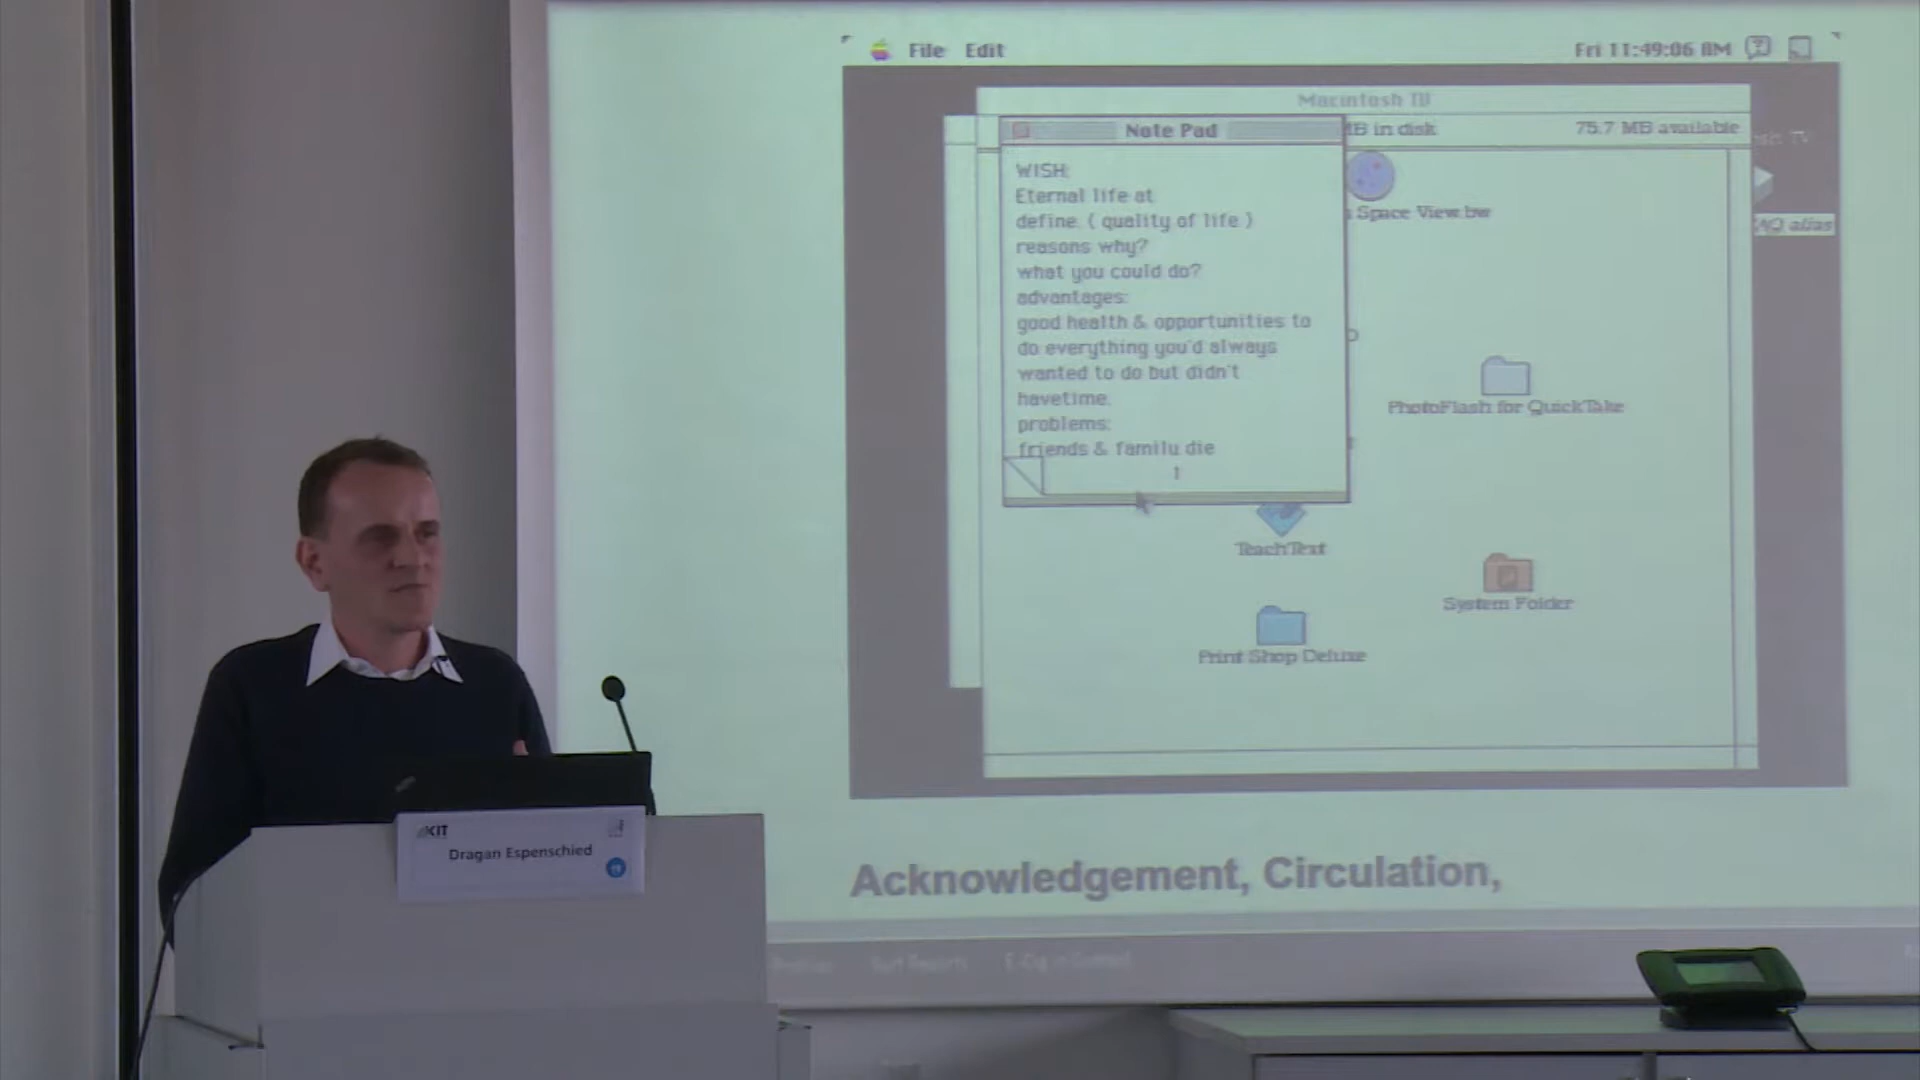 File Edit
Fri 11:49:06 AM
Macintosh TV
Note Pad
MB in disk
75.7 MB available
WISH:
Eternal life at
define. ( quality of life )
reasons why?
what you could do?
advantages:
good health & opportunities to
do everything you'd always
wanted to do but didn't
havetime.
problems:
friends & family die
1
Space View.bw
AQ alias
PhotoFlash for QuickTake
TeachText
System Folder
Print Shop Deluxe
Acknowledgement, Circulation,
KIT
Dragan Espenschied